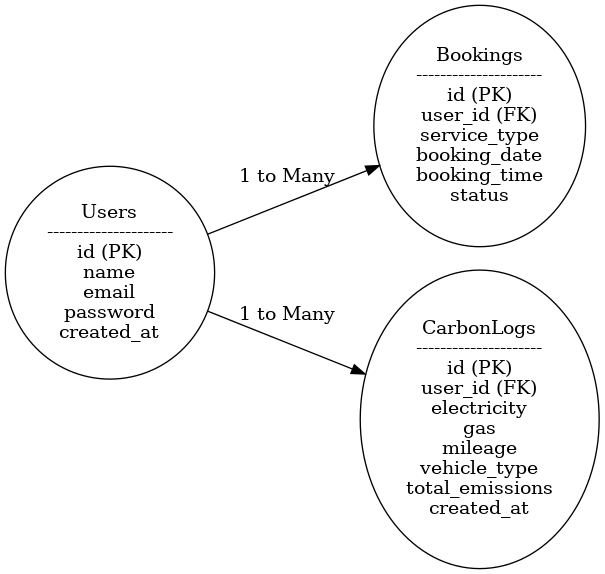 Users
---------------------
id (PK)
name
email
password
created_at
1 to Many
Bookings
---------------------
id (PK)
user_id (FK)
service_type
booking_date
booking_time
status
1 to Many
CarbonLogs
---------------------
id (PK)
user_id (FK)
electricity
gas
mileage
vehicle_type
total_emissions
created_at